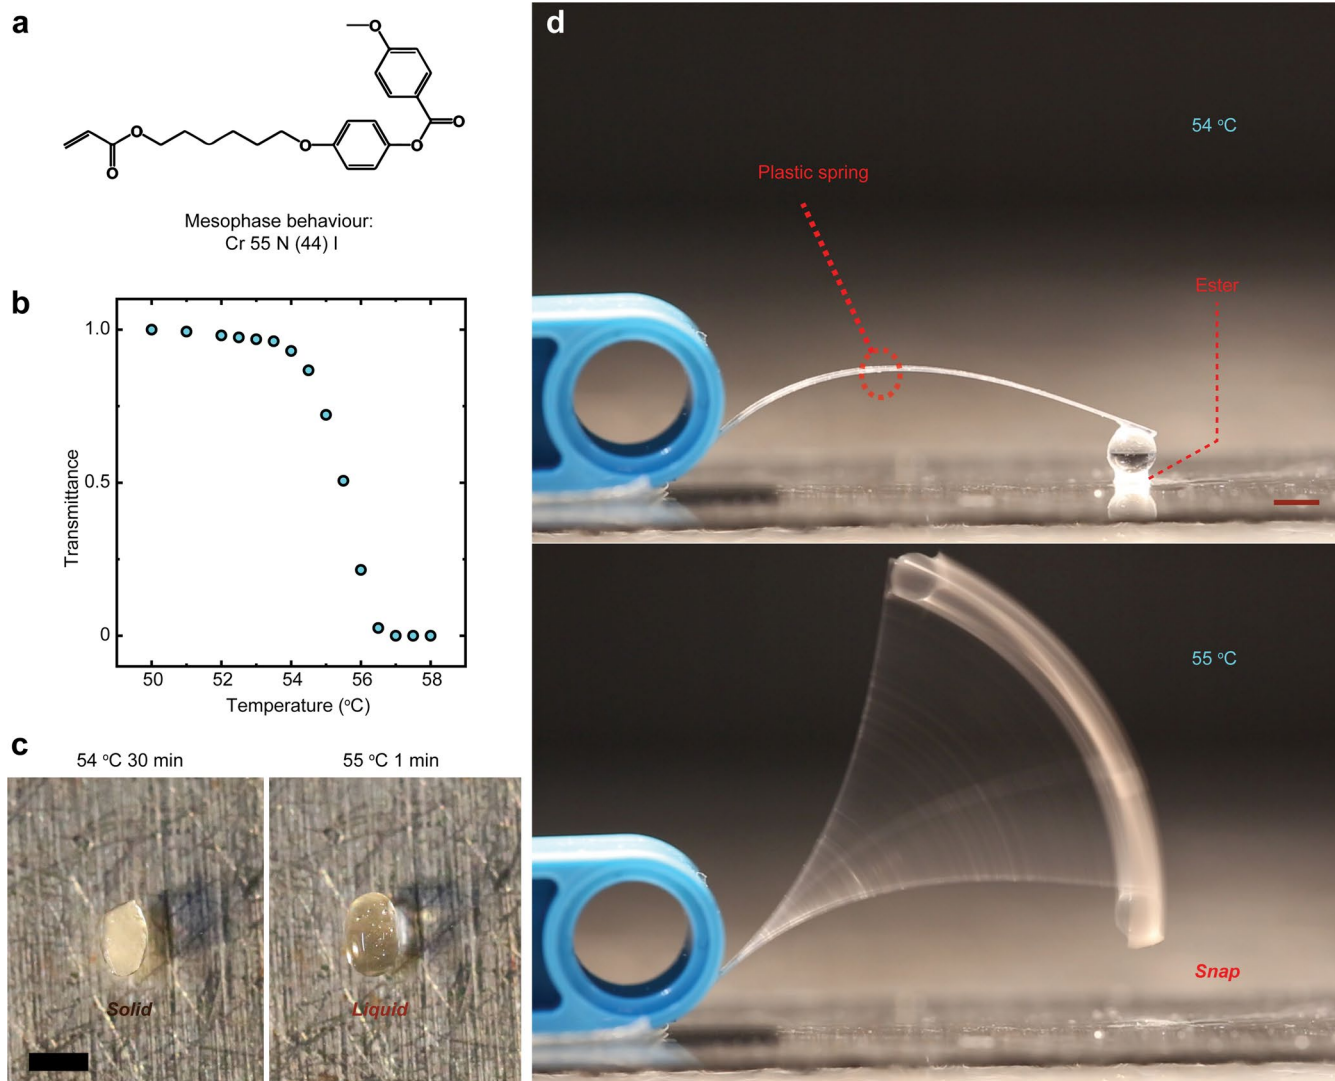 a
O
O
O
O
O
O
Mesophase behaviour:
Cr 55 N (44) I
b
1.0
0.5
0
Transmittance
50 52 54 56 58
Temperature (°C)
c
54 °C 30 min
55 °C 1 min
Solid
Liquid
d
54 °C
Plastic spring
Ester
55 °C
Snap